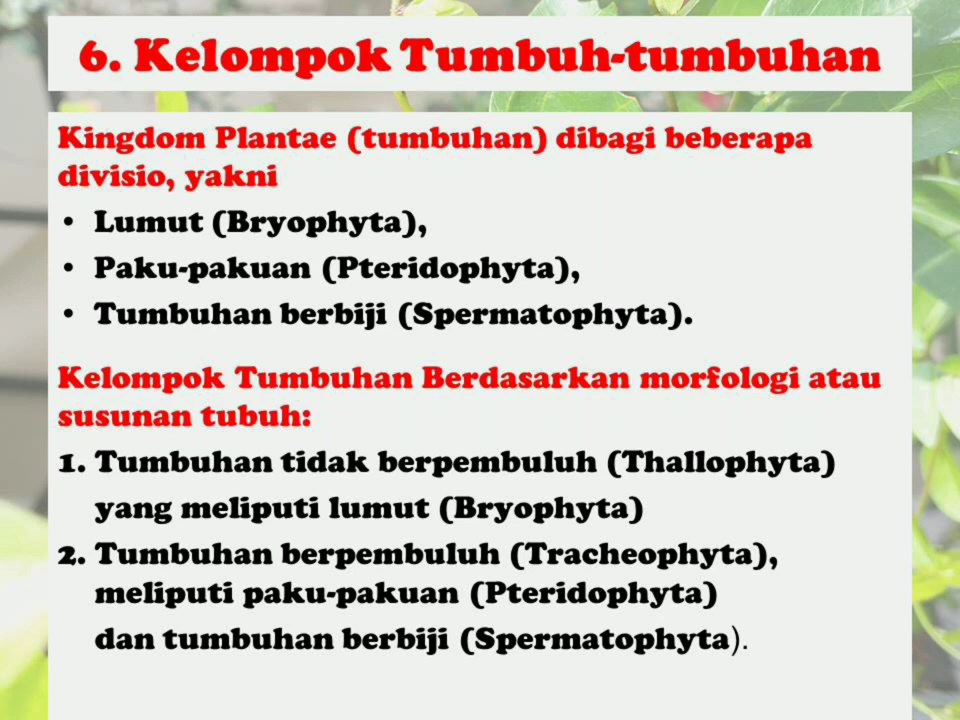 6. Kelompok Tumbuh-tumbuhan
Kingdom Plantae (tumbuhan) dibagi beberapa
divisio, yakni
• Lumut (Bryophyta),
• Paku-pakuan (Pteridophyta),
• Tumbuhan berbiji (Spermatophyta).
Kelompok Tumbuhan Berdasarkan morfologi atau
susunan tubuh:
1. Tumbuhan tidak berpembuluh (Thallophyta)
yang meliputi lumut (Bryophyta)
2. Tumbuhan berpembuluh (Tracheophyta),
meliputi paku-pakuan (Pteridophyta)
dan tumbuhan berbiji (Spermatophyta).